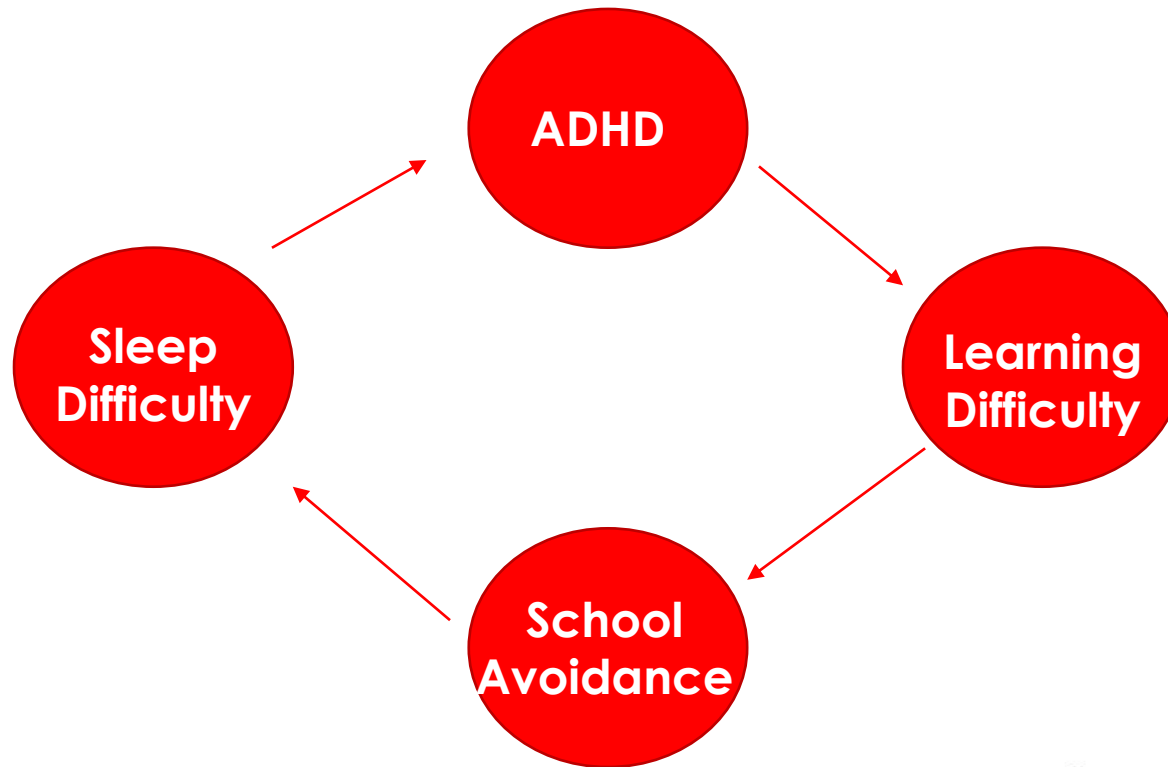 ADHD
Sleep
Difficulty
Learning
Difficulty
School
Avoidance